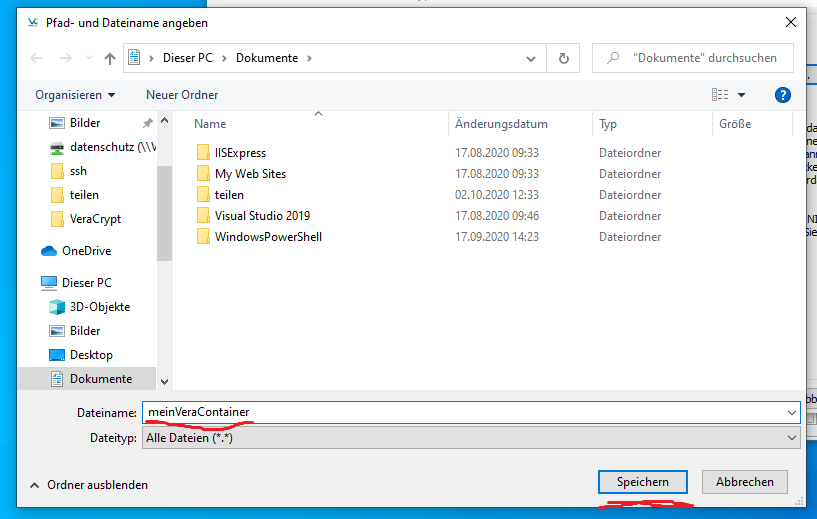 Pfad- und Dateiname angeben
Dieser PC
Dokumente
"Dokumente" durchsuchen
Organisieren
Neuer Ordner
Name
Änderungsdatum
Typ
Größe
Bilder
datenschutz (\\V
ssh
teilen
VeraCrypt
OneDrive
Dieser PC
3D-Objekte
Bilder
Desktop
Dokumente
IISExpress 17.08.2020 09:33 Dateiordner
My Web Sites 17.08.2020 09:33 Dateiordner
teilen 02.10.2020 12:33 Dateiordner
Visual Studio 2019 17.08.2020 09:46 Dateiordner
WindowsPowerShell 17.09.2020 14:23 Dateiordner
Dateiname: meinVeraContainer
Dateityp: Alle Dateien (*.*)
Ordner ausblenden
Speichern
Abbrechen